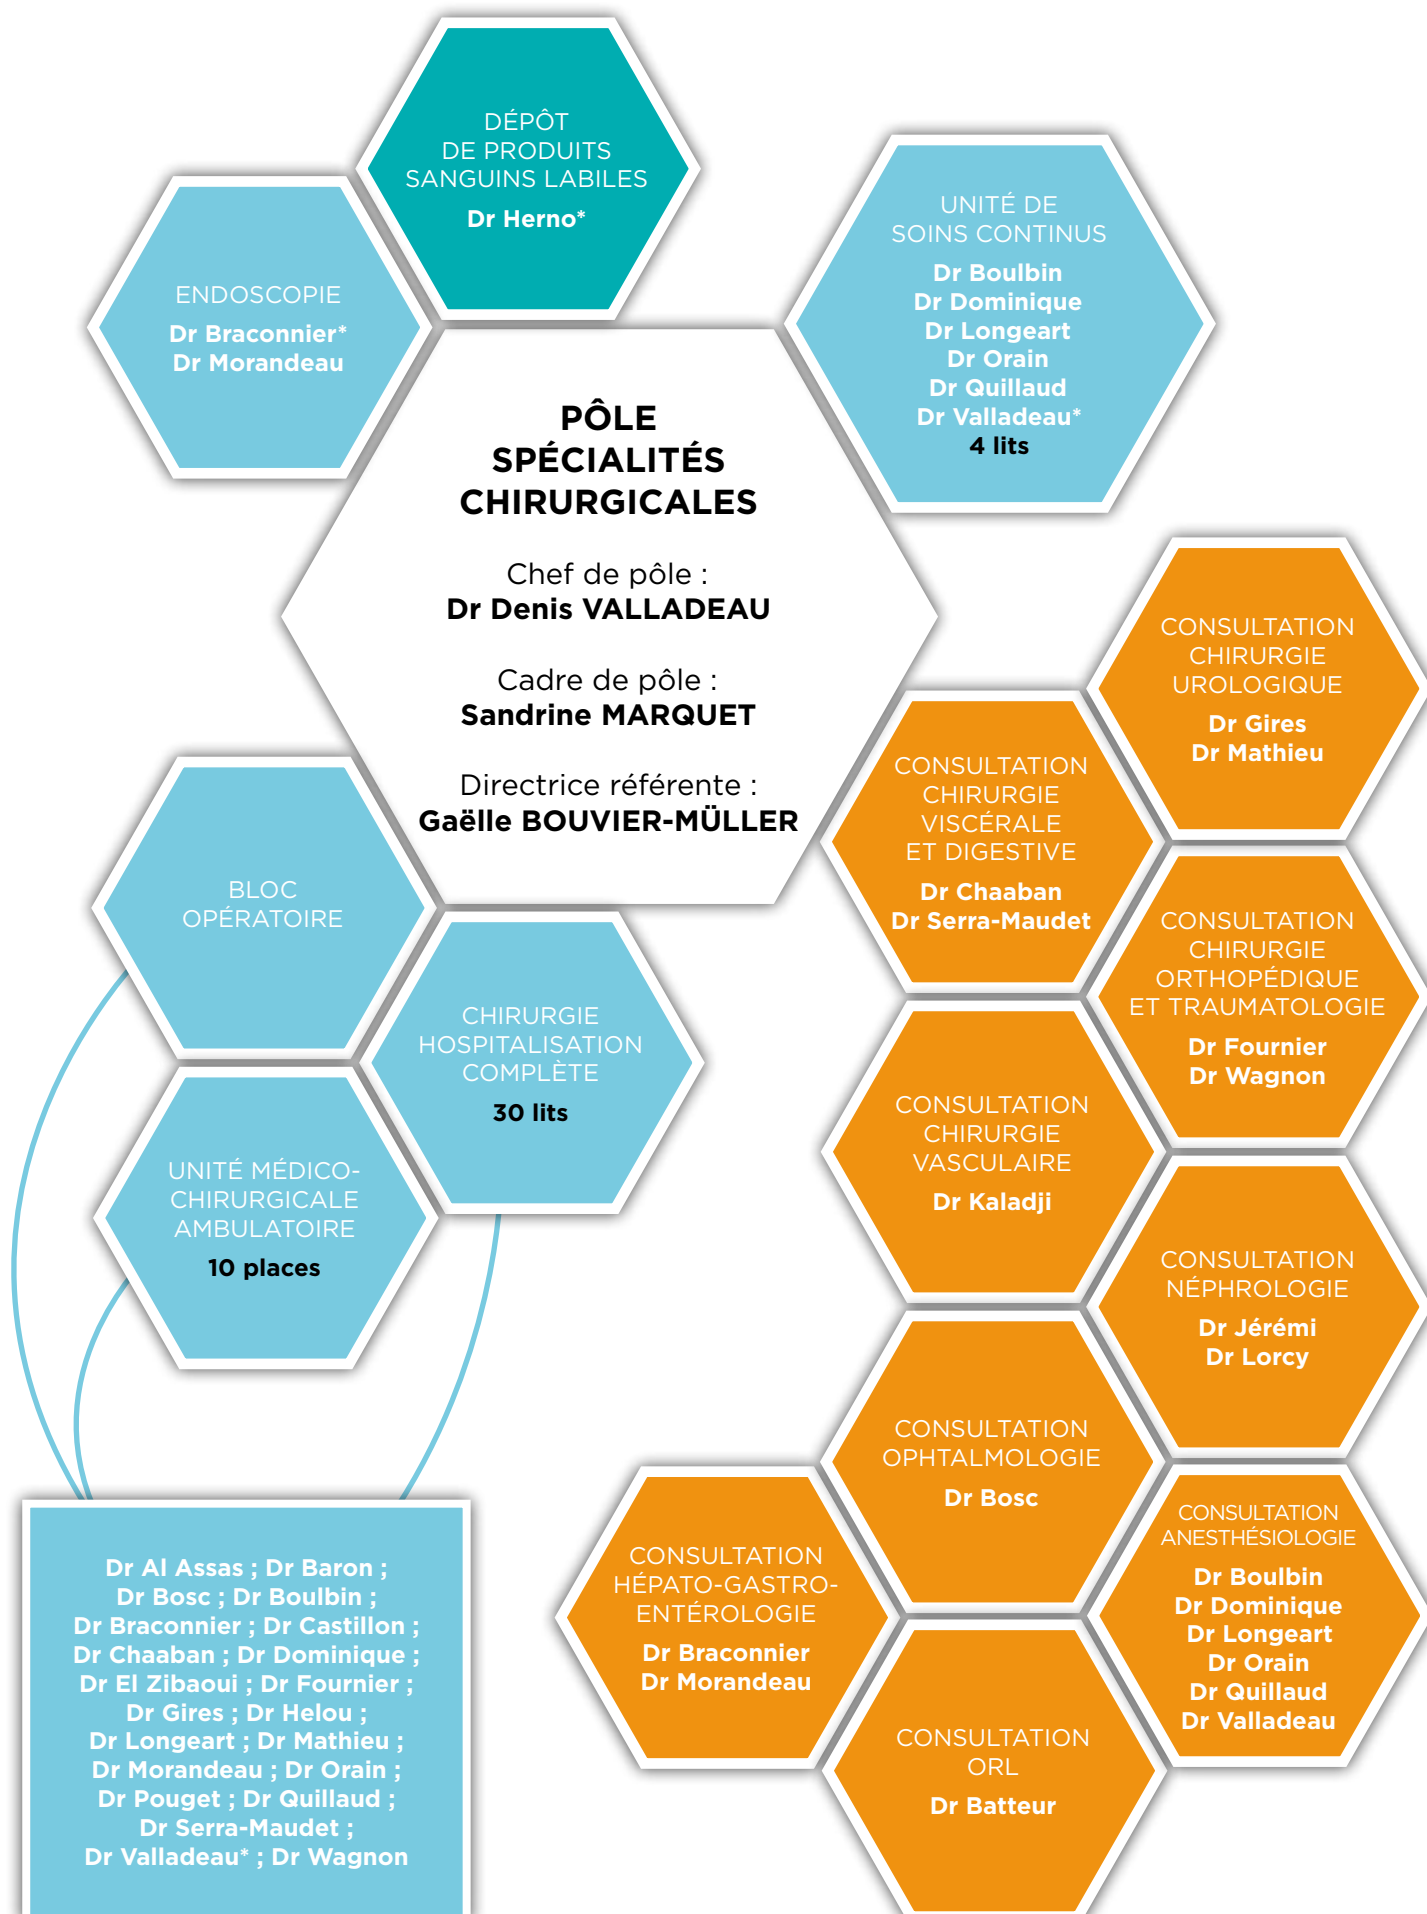 DÉPÔT
DE PRODUITS
SANGUINS LABILES
Dr Herno*
ENDOSCOPIE
Dr Braconnier*
Dr Morandeau
UNITÉ DE
SOINS CONTINUS
Dr Boulbin
Dr Dominique
Dr Longeart
Dr Orain
Dr Quillaud
Dr Valladeau*
4 lits
PÔLE
SPÉCIALITÉS
CHIRURGICALES
Chef de pôle :
Dr Denis VALLADEAU
Cadre de pôle :
Sandrine MARQUET
Directrice référente :
Gaëlle BOUVIER-MÜLLER
CONSULTATION
CHIRURGIE
UROLOGIQUE
Dr Gires
Dr Mathieu
CONSULTATION
CHIRURGIE
VISCÉRALE
ET DIGESTIVE
Dr Chaaban
Dr Serra-Maudet
BLOC
OPÉRATOIRE
CONSULTATION
CHIRURGIE
ORTHOPÉDIQUE
ET TRAUMATOLOGIE
Dr Fournier
Dr Wagnon
CHIRURGIE
HOSPITALISATION
COMPLÈTE
30 lits
CONSULTATION
CHIRURGIE
VASCULAIRE
Dr Kaladji
UNITÉ MÉDICO-
CHIRURGICALE
AMBULATOIRE
10 places
CONSULTATION
NÉPHROLOGIE
Dr Jérémi
Dr Lorcy
CONSULTATION
OPHTALMOLOGIE
Dr Bosc
CONSULTATION
ANESTHÉSIOLOGIE
Dr Boulbin
Dr Dominique
Dr Longeart
Dr Orain
Dr Quillaud
Dr Valladeau
CONSULTATION
HÉPATO-GASTRO-
ENTÉROLOGIE
Dr Braconnier
Dr Morandeau
CONSULTATION
ORL
Dr Batteur
Dr Al Assas ; Dr Baron ;
Dr Bosc ; Dr Boulbin ;
Dr Braconnier ; Dr Castillon ;
Dr Chaaban ; Dr Dominique ;
Dr El Zibaoui ; Dr Fournier ;
Dr Gires ; Dr Helou ;
Dr Longeart ; Dr Mathieu ;
Dr Morandeau ; Dr Orain ;
Dr Pouget ; Dr Quillaud ;
Dr Serra-Maudet ;
Dr Valladeau* ; Dr Wagnon